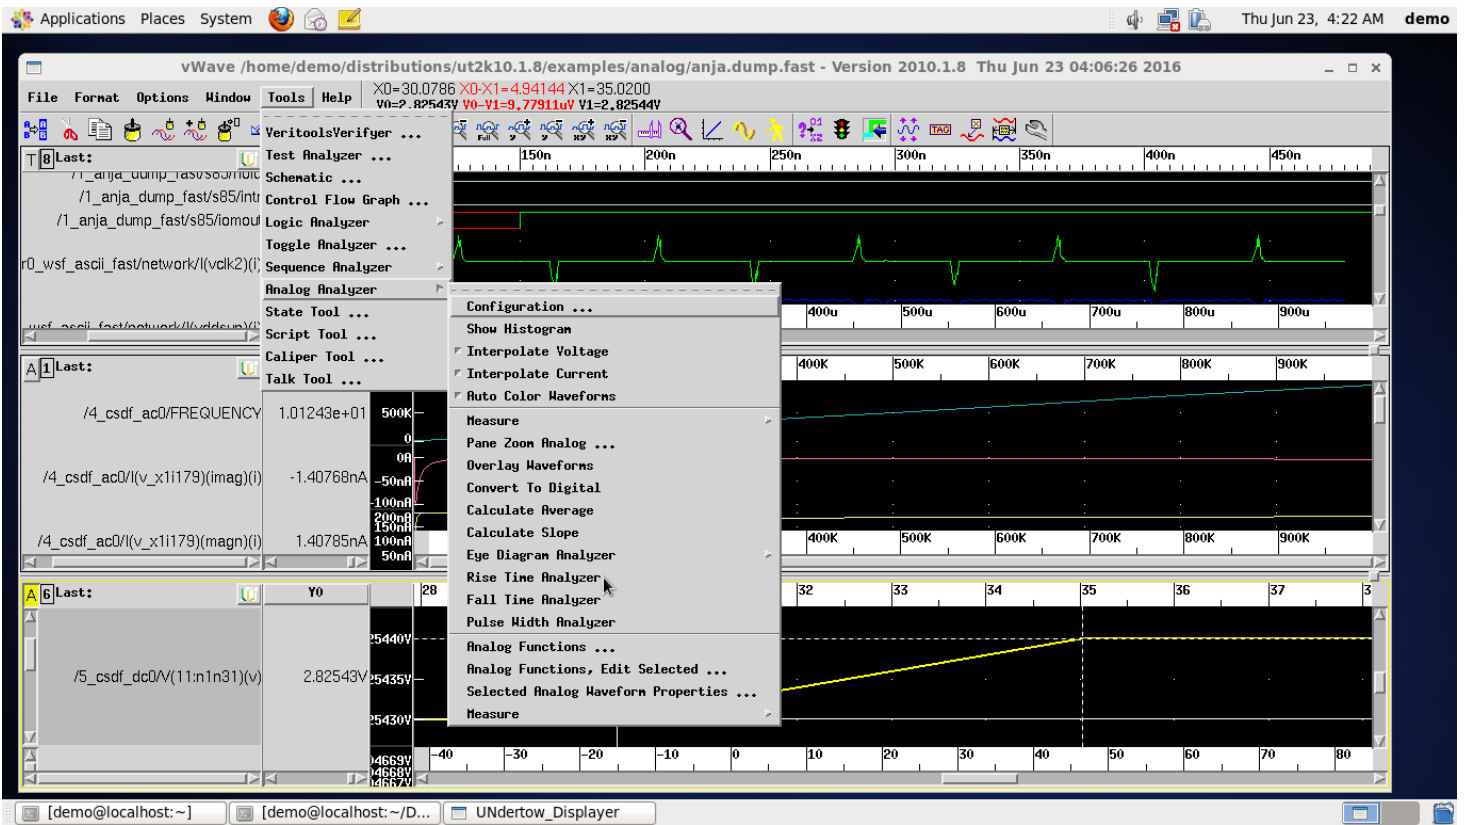 Applications Places System Thu Jun 23, 4:22 AM demo
vWave /home/demo/distributions/ut2k10.1.8/examples/analog/anja.dump.fast - Version 2010.1.8 Thu Jun 23 04:06:26 2016
File Format Options Window Tools Help X0=30.0786 X0-X1=4.94144 X1=35.0200
Y0=2.82543V Y0-Y1=9.77911uV Y1=2.82544V
VeritoolsVerifyer ...
Test Analyzer ...
Schematic ...
Control Flow Graph ...
Logic Analyzer
Toggle Analyzer ...
Sequence Analyzer
Analog Analyzer
State Tool ...
Script Tool ...
Caliper Tool ...
Talk Tool ...
Configuration ...
Show Histogram
Interpolate Voltage
Interpolate Current
Auto Color Waveforms
Measure
Pane Zoom Analog ...
Overlay Waveforms
Convert To Digital
Calculate Average
Calculate Slope
Eye Diagram Analyzer
Rise Time Analyzer
Fall Time Analyzer
Pulse Width Analyzer
Analog Functions ...
Analog Functions, Edit Selected ...
Selected Analog Waveform Properties ...
Measure
T 8 Last: 150n 200n 250n 300n 350n 400n 450n
/1_anja_dump_fast/s85/intr
/1_anja_dump_fast/s85/iomout
r0_wsf_ascii_fast/network/I(vclk2)(i)
400u 500u 600u 700u 800u 900u
A 1 Last: 400K 500K 600K 700K 800K 900K
/4_csdf_ac0/FREQUENCY 1.01243e+01 500K
0
0A
/4_csdf_ac0/I(v_x1i179)(imag)(i) -1.40768nA -50nA
-100nA
200nA
150nA
/4_csdf_ac0/I(v_x1i179)(magn)(i) 1.40785nA 100nA
50nA
400K 500K 600K 700K 800K 900K
A 6 Last: Y0 28 32 33 34 35 36 37
25440V
/5_csdf_dc0/V(11:n1n31)(v) 2.82543V 25435V
25430V
-40 -30 -20 -10 0 10 20 30 40 50 60 70 80
[demo@localhost:~] [demo@localhost:~/D... UNdertow_Displayer